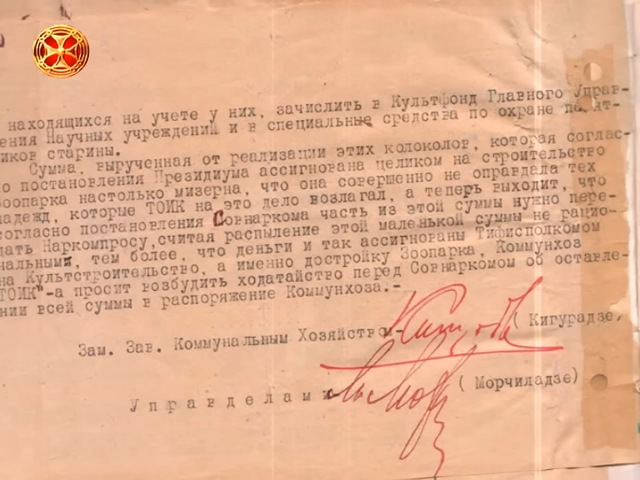 находящихся на учете у них, зачислить в Культфонд Главного Управ-
ения Научных учреждений и в специальные средства по охране памят-
иков старины.
Сумма, вырученная от реализации этих колоколов, которая соглас-
о постановления Президиума ассигнована целиком на строительство
Зоопарка настолько мизерна, что она совершенно не оправдала тех
надежд, которые ТОИК на это дело возлагал, а теперь выходит, что
согласно постановления Совнаркома часть из этой суммы нужно пере-
дать Наркомпросу, считая распыление этой маленькой суммы не рацио-
нальным, тем более, что деньги и так ассигнованы Тифисполкомом
на Культстроительство, а именно достройку Зоопарка, Коммунхоз
"ТОИК"-а просит возбудить ходатайство перед Совнаркомом об оставле-
нии всей суммы в распоряжение Коммунхоза.-
Зам. Зав. Коммунальным Хозяйством- ( Кигурадзе,
Управделами ( Морчиладзе)